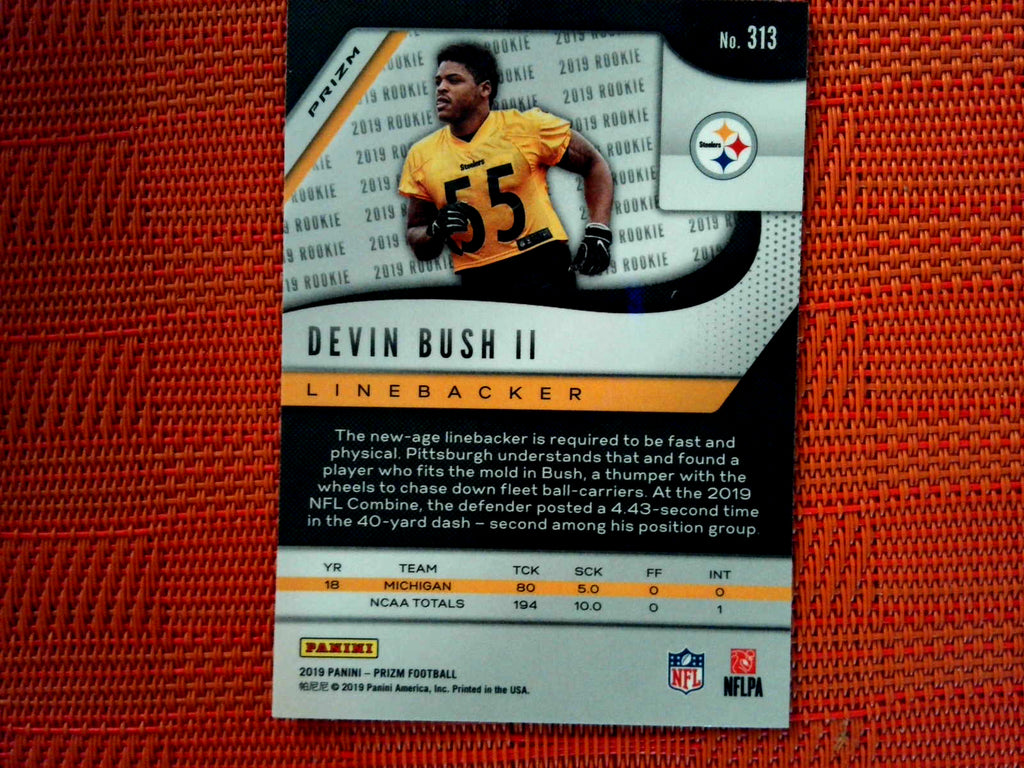 No. 313
PRIZM
2019 ROOKIE
Steelers
Steelers
55
DEVIN BUSH II
LINEBACKER
The new-age linebacker is required to be fast and
physical. Pittsburgh understands that and found a
player who fits the mold in Bush, a thumper with the
wheels to chase down fleet ball-carriers. At the 2019
NFL Combine, the defender posted a 4.43-second time
in the 40-yard dash – second among his position group.
YR TEAM TCK SCK FF INT
18 MICHIGAN 80 5.0 0 0
NCAA TOTALS 194 10.0 0 1
PANINI
2019 PANINI – PRIZM FOOTBALL
帕尼尼 © 2019 Panini America, Inc. Printed in the USA.
NFL
NFLPA